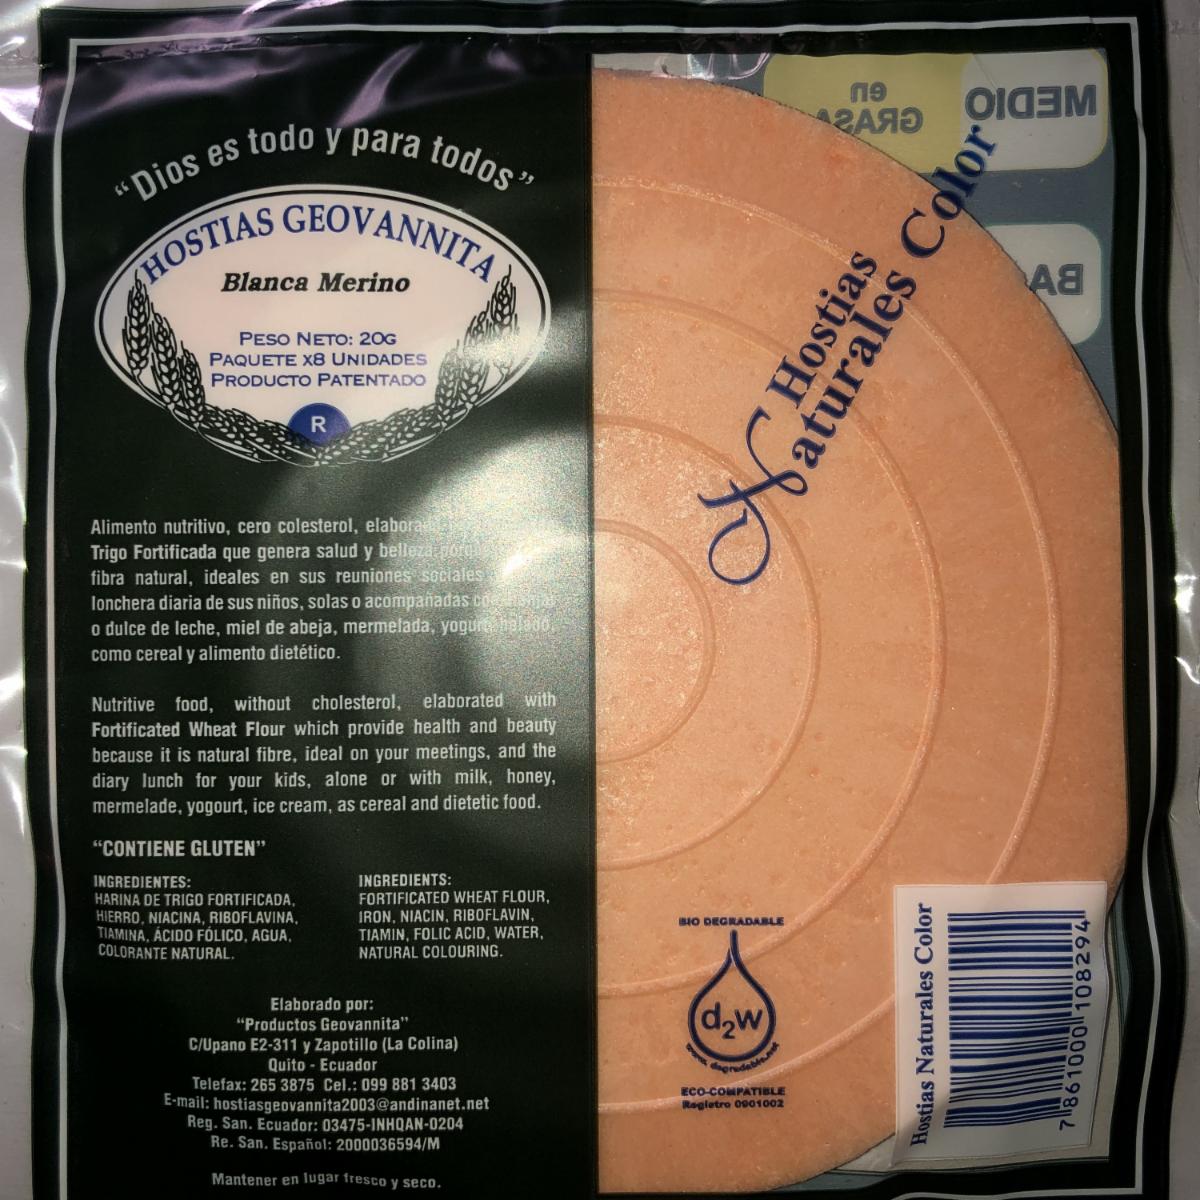 “Dios es todo y para todos”
HOSTIAS GEOVANNITA
Blanca Merino
PESO NETO: 20G
PAQUETE X8 UNIDADES
PRODUCTO PATENTADO
R
Alimento nutritivo, cero colesterol,
Trigo Fortificada que genera salud y belleza porque
fibra natural, ideales en sus reuniones sociales
lonchera diaria de sus niños, solas o acompañadas
o dulce de leche, miel de abeja, mermelada, yogurt, helado,
como cereal y alimento dietético.
Nutritive food, without cholesterol, elaborated with
Fortificated Wheat Flour which provide health and beauty
because it is natural fibre, ideal on your meetings, and the
diary lunch for your kids, alone or with milk, honey,
mermelade, yogourt, ice cream, as cereal and dietetic food.
“CONTIENE GLUTEN”
INGREDIENTES:
HARINA DE TRIGO FORTIFICADA,
HIERRO, NIACINA, RIBOFLAVINA,
TIAMINA, ÁCIDO FÓLICO, AGUA,
COLORANTE NATURAL.
INGREDIENTS:
FORTIFICATED WHEAT FLOUR,
IRON, NIACIN, RIBOFLAVIN,
TIAMIN, FOLIC ACID, WATER,
NATURAL COLOURING.
Elaborado por:
“Productos Geovannita”
C/Upano E2-311 y Zapotillo (La Colina)
Quito - Ecuador
Telefax: 265 3875 Cel.: 099 881 3403
E-mail: hostiasgeovannita2003@andinanet.net
Reg. San. Ecuador: 03475-INHQAN-0204
Re. San. Español: 2000036594/M
Mantener en lugar fresco y seco.
MEDIO
en
GRASA
Hostias
Naturales Color
BIO DEGRADABLE
d2w
www.degradable.net
ECO-COMPATIBLE
Registro 0901002
Hostias Naturales Color
7 861000 108294